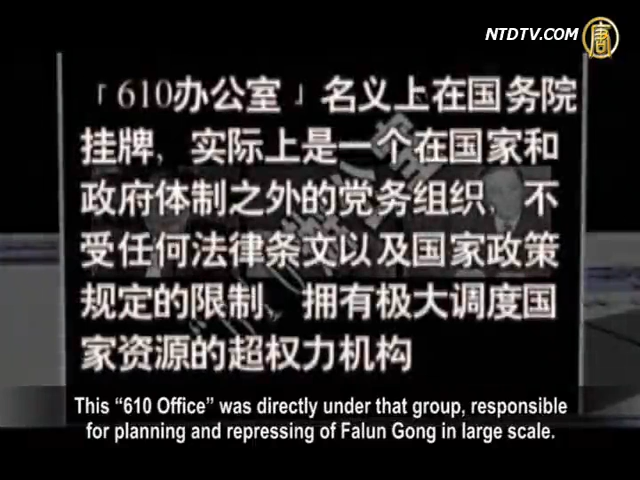 NTDTV.COM
唐
「610办公室」名义上在国务院
挂牌，实际上是一个在国家和
政府体制之外的党务组织，不
受任何法律条文以及国家政策
规定的限制、拥有极大调度国
家资源的超权力机构
This “610 Office” was directly under that group, responsible
for planning and repressing of Falun Gong in large scale.